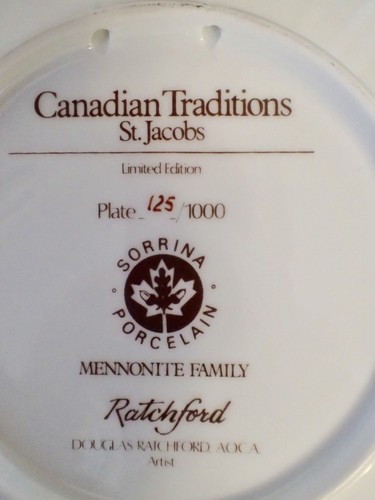 Canadian Traditions
St. Jacobs
Limited Edition
Plate 125/1000
SORRINA
PORCELAIN
MENNONITE FAMILY
Ratchford
DOUGLAS RATCHFORD, AOCA
Artist